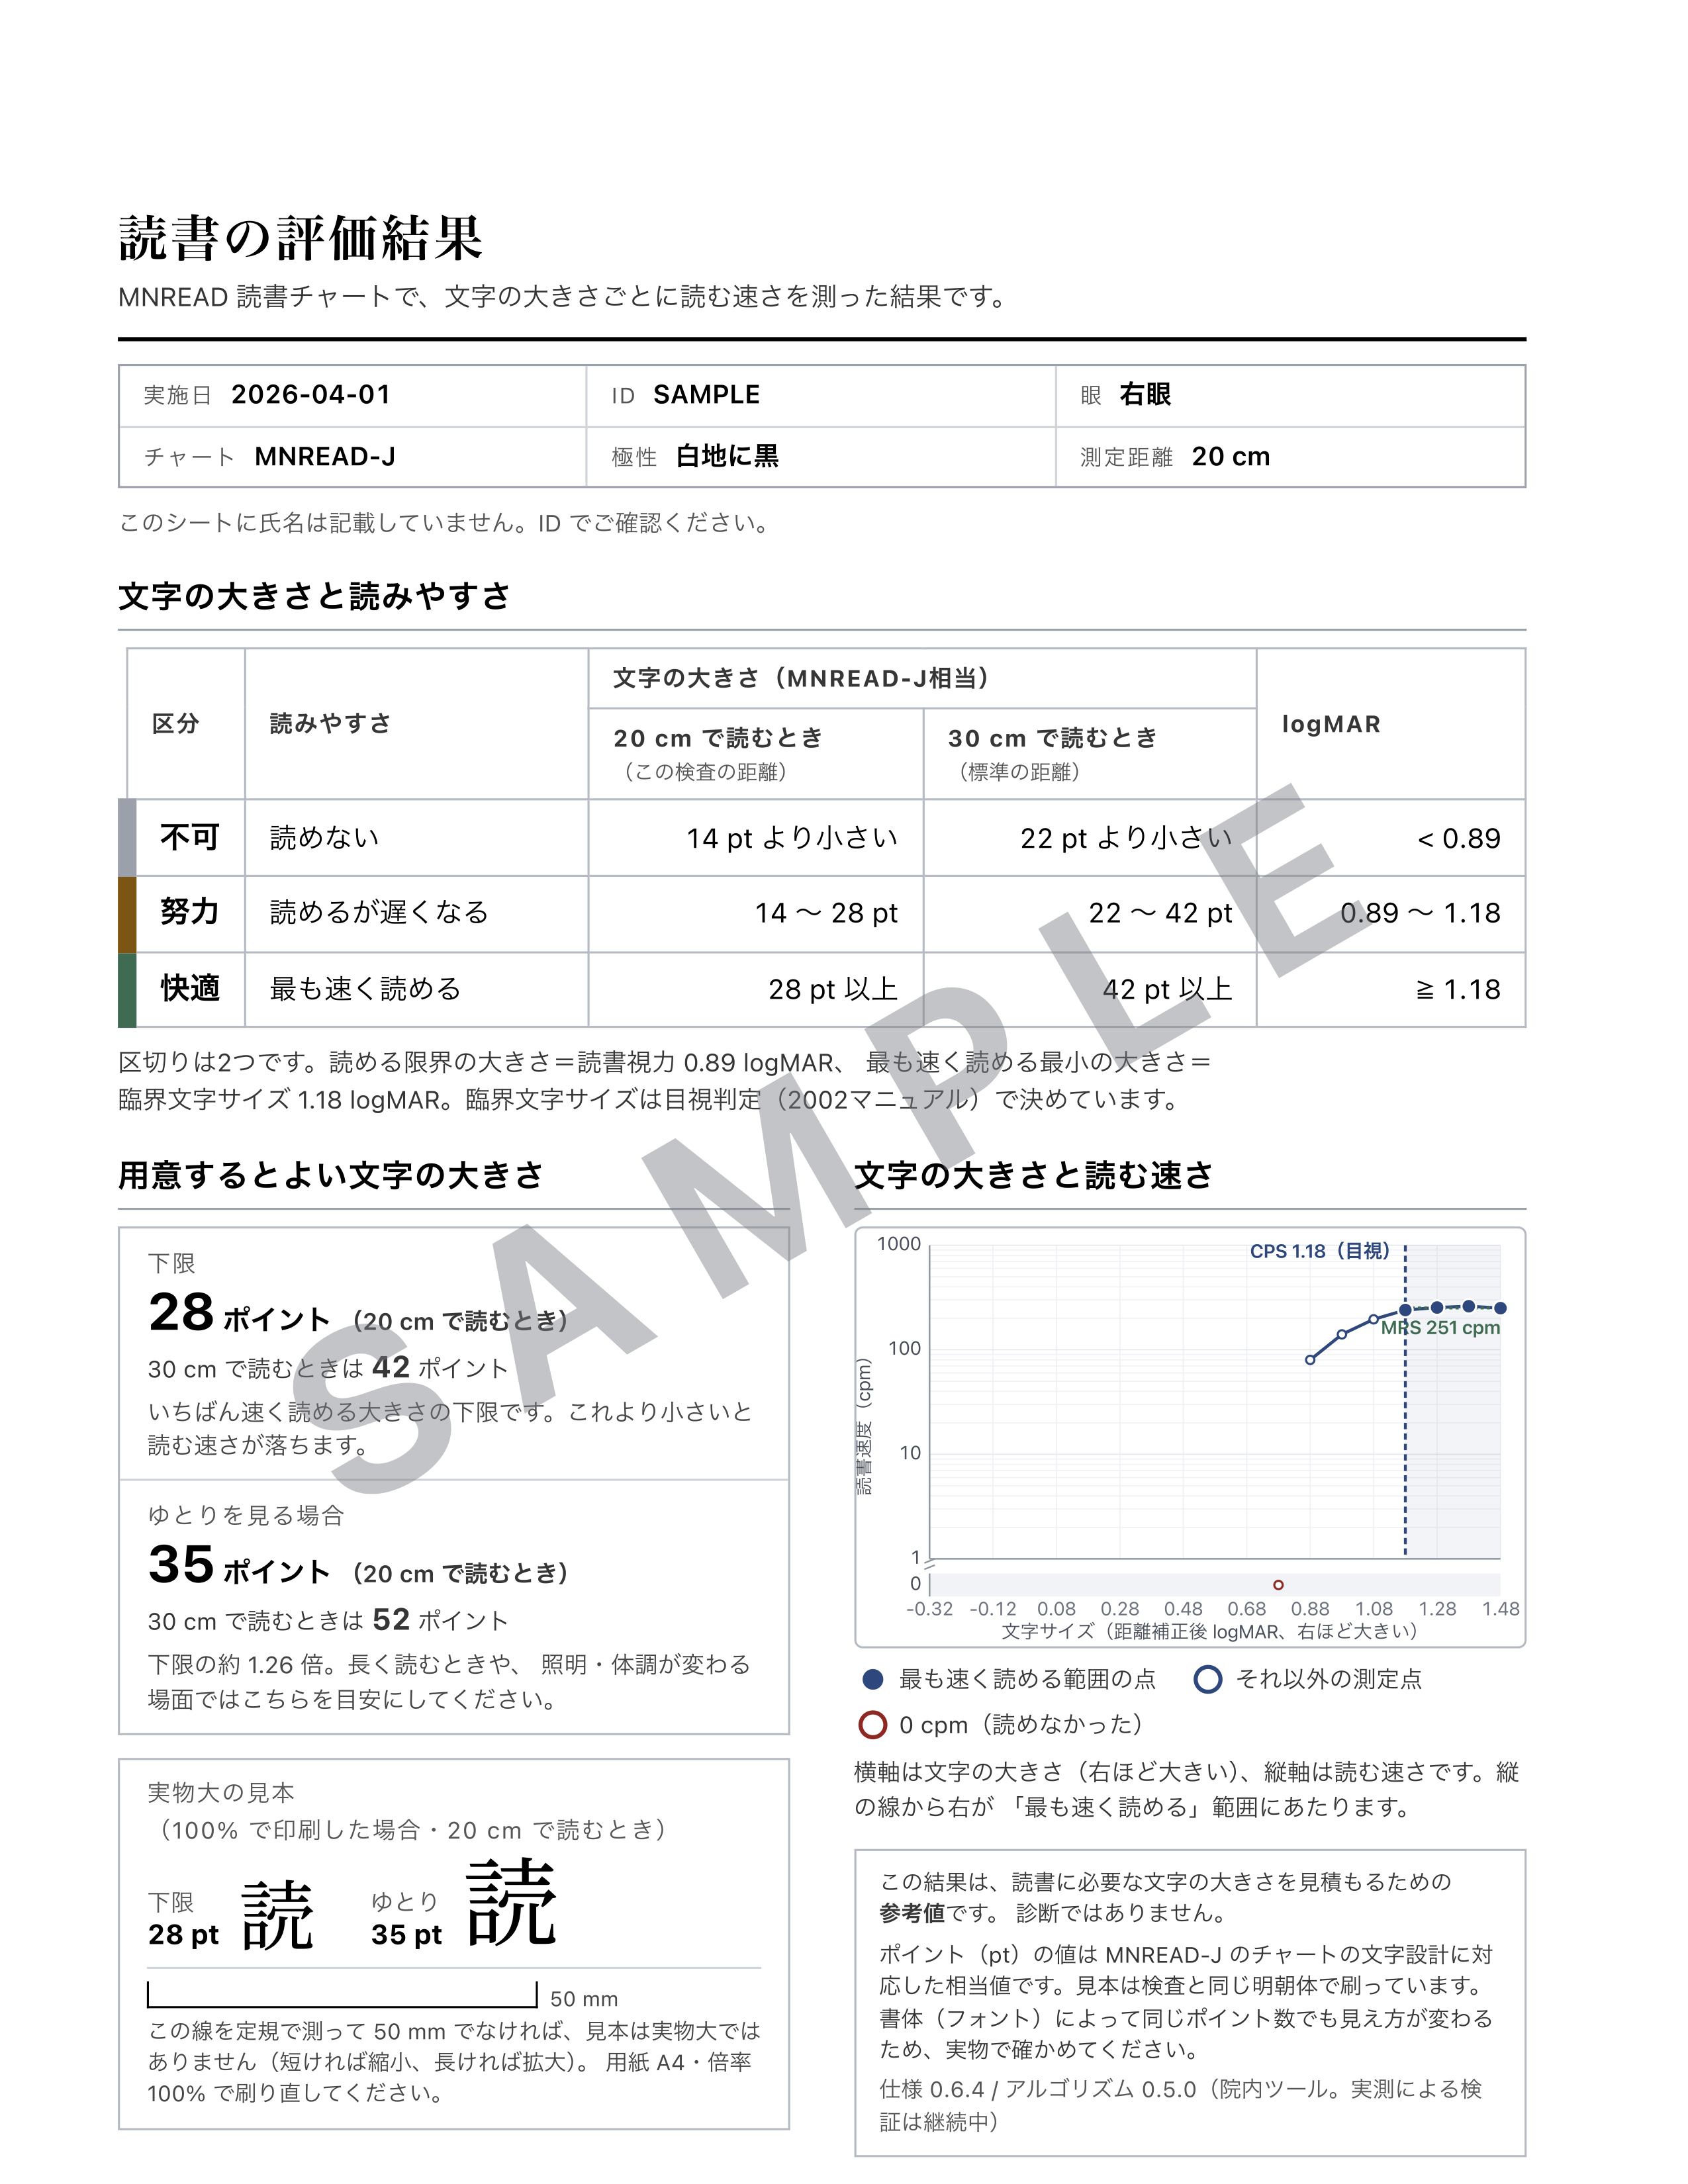 読書の評価結果
MNREAD 読書チャートで、文字の大きさごとに読む速さを測った結果です。
実施日 2026-04-01 ID SAMPLE 眼 右眼
チャート MNREAD-J 極性 白地に黒 測定距離 20 cm
このシートに氏名は記載していません。ID でご確認ください。
文字の大きさと読みやすさ
区分 読みやすさ 文字の大きさ（MNREAD-J相当） logMAR
20 cm で読むとき 30 cm で読むとき
（この検査の距離） （標準の距離）
不可 読めない 14 pt より小さい 22 pt より小さい < 0.89
努力 読めるが遅くなる 14 〜 28 pt 22 〜 42 pt 0.89 〜 1.18
快適 最も速く読める 28 pt 以上 42 pt 以上 ≧ 1.18
区切りは2つです。読める限界の大きさ＝読書視力 0.89 logMAR、 最も速く読める最小の大きさ＝
臨界文字サイズ 1.18 logMAR。臨界文字サイズは目視判定（2002マニュアル）で決めています。
SAMPLE
用意するとよい文字の大きさ
下限
28 ポイント （20 cm で読むとき）
30 cm で読むときは 42 ポイント
いちばん速く読める大きさの下限です。これより小さいと
読む速さが落ちます。
ゆとりを見る場合
35 ポイント （20 cm で読むとき）
30 cm で読むときは 52 ポイント
下限の約 1.26 倍。長く読むときや、 照明・体調が変わる
場面ではこちらを目安にしてください。
実物大の見本
（100% で印刷した場合・20 cm で読むとき）
下限 読 ゆとり 読
28 pt 35 pt
50 mm
この線を定規で測って 50 mm でなければ、見本は実物大では
ありません（短ければ縮小、長ければ拡大）。 用紙 A4・倍率
100% で刷り直してください。
文字の大きさと読む速さ
1000
CPS 1.18（目視）
MRS 251 cpm
100
10
1
0
読書速度（cpm）
-0.32 -0.12 0.08 0.28 0.48 0.68 0.88 1.08 1.28 1.48
文字サイズ（距離補正後 logMAR、右ほど大きい）
最も速く読める範囲の点 それ以外の測定点
0 cpm（読めなかった）
横軸は文字の大きさ（右ほど大きい）、縦軸は読む速さです。縦
の線から右が 「最も速く読める」範囲にあたります。
この結果は、読書に必要な文字の大きさを見積もるための
参考値です。 診断ではありません。
ポイント（pt）の値は MNREAD-J のチャートの文字設計に対
応した相当値です。見本は検査と同じ明朝体で刷っています。
書体（フォント）によって同じポイント数でも見え方が変わる
ため、実物で確かめてください。
仕様 0.6.4 / アルゴリズム 0.5.0（院内ツール。実測による検
証は継続中）